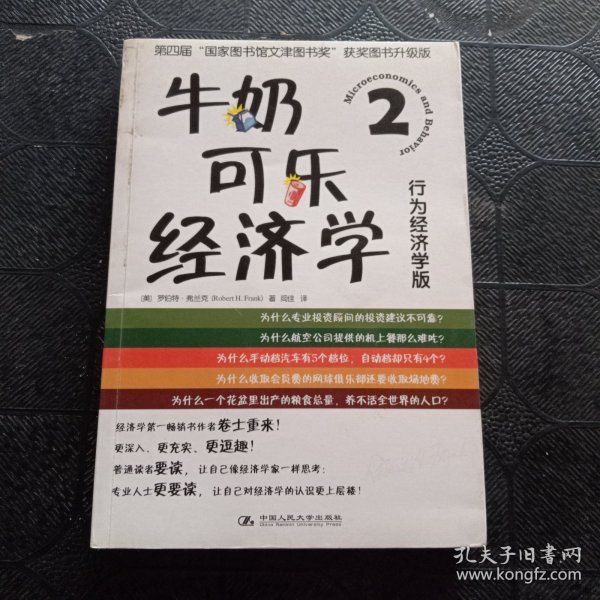 第四届“国家图书馆文津图书奖”获奖图书升级版
牛奶
可乐
经济学
2
Microeconomics and Behavior
行为经济学版
[美] 罗伯特·弗兰克 (Robert H. Frank) 著 闾佳 译
为什么专业投资顾问的投资建议不可靠?
为什么航空公司提供的机上餐那么难吃?
为什么手动档汽车有5个档位,自动档却只有4个?
为什么收取会员费的网球俱乐部还要收取场地费?
为什么一个花盆里出产的粮食总量,养不活全世界的人口?
经济学第一畅销书作者卷土重来!
更深入、更充实、更逗趣!
普通读者要读,让自己像经济学家一样思考;
专业人士更要读,让自己对经济学的认识更上层楼!
中国人民大学出版社
China Renmin University Press
孔夫子旧书网
www.kongfz.com